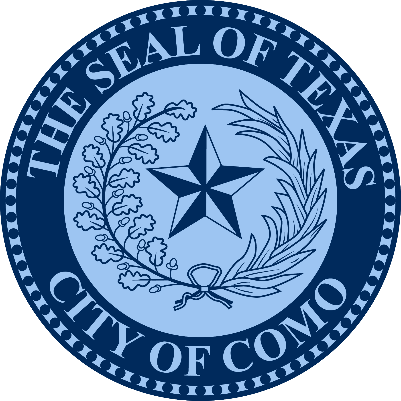 THE SEAL OF TEXAS
CITY OF COMO